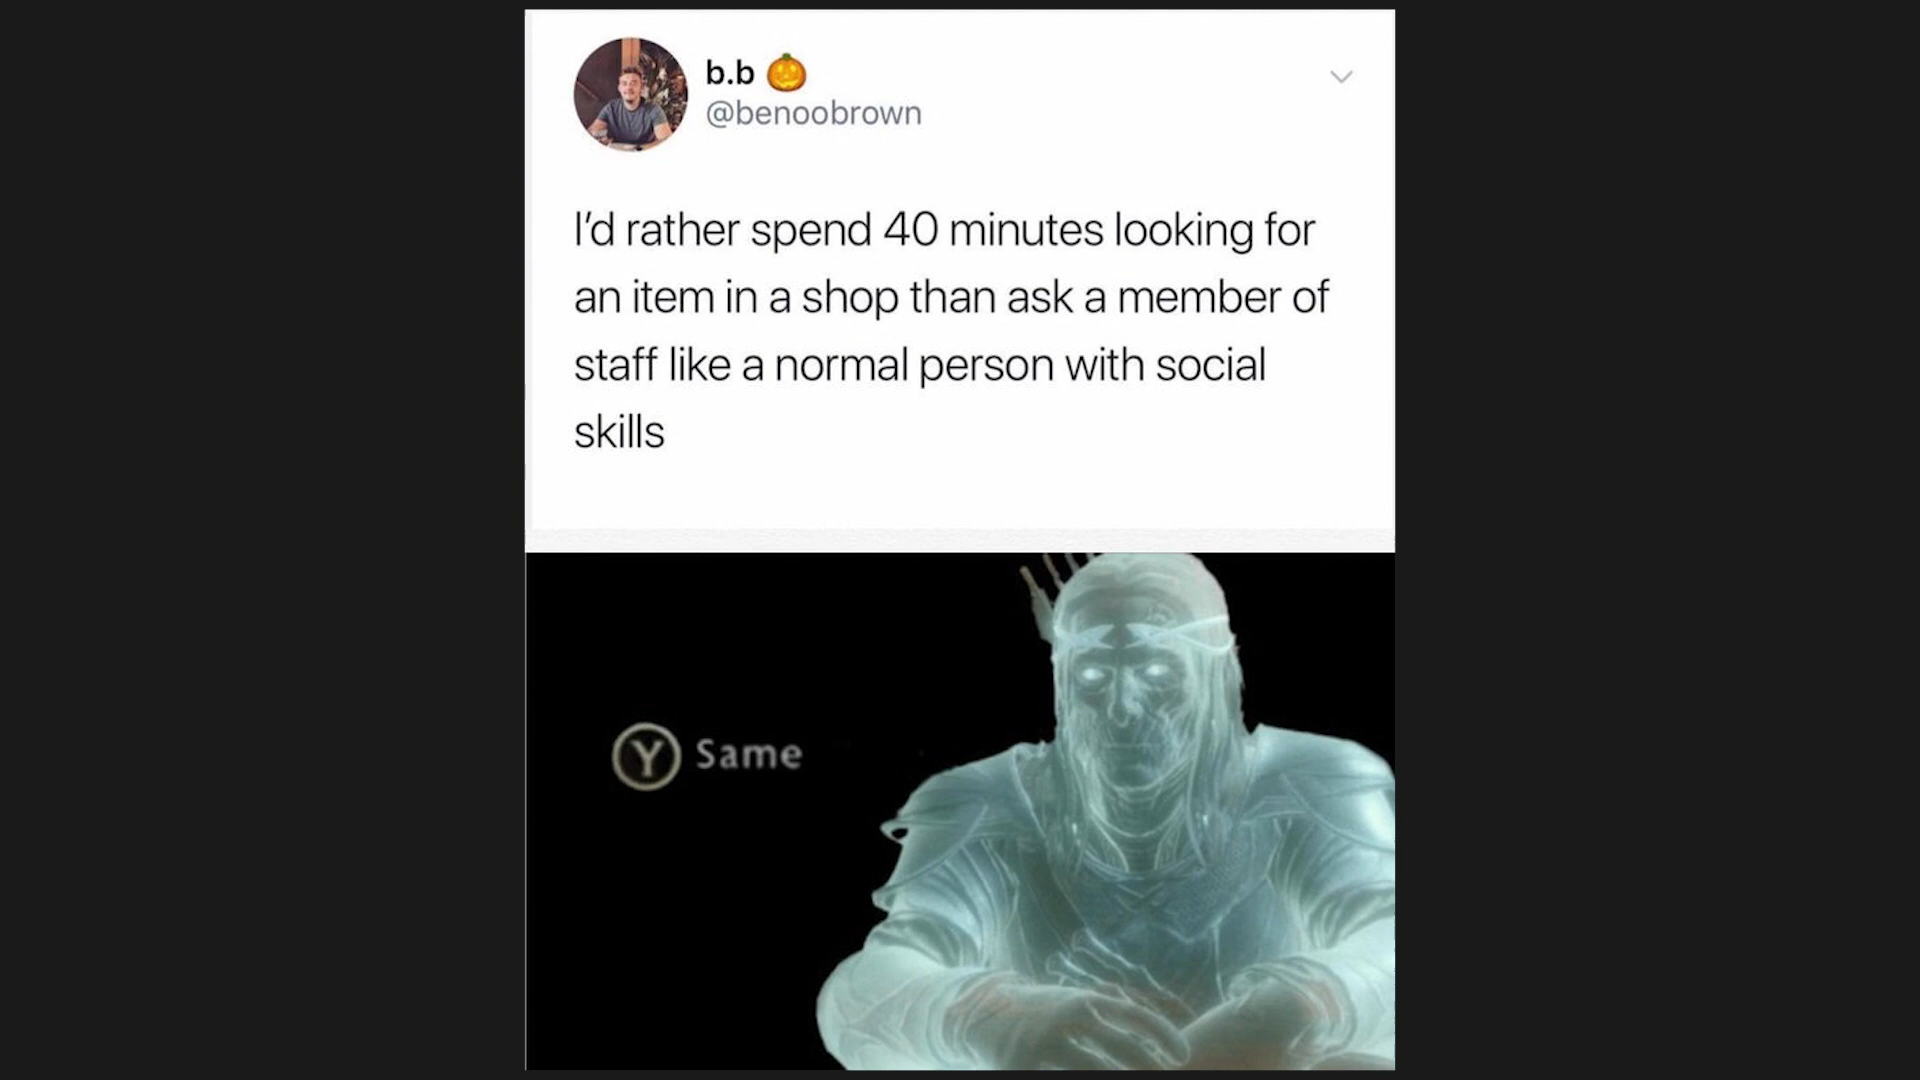 b.b 🎃
@benoobrown
I'd rather spend 40 minutes looking for
an item in a shop than ask a member of
staff like a normal person with social
skills
Y Same